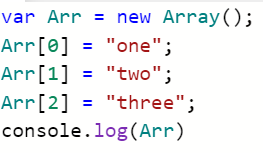 var Arr = new Array();
Arr[0] = "one";
Arr[1] = "two";
Arr[2] = "three";
console.log(Arr)